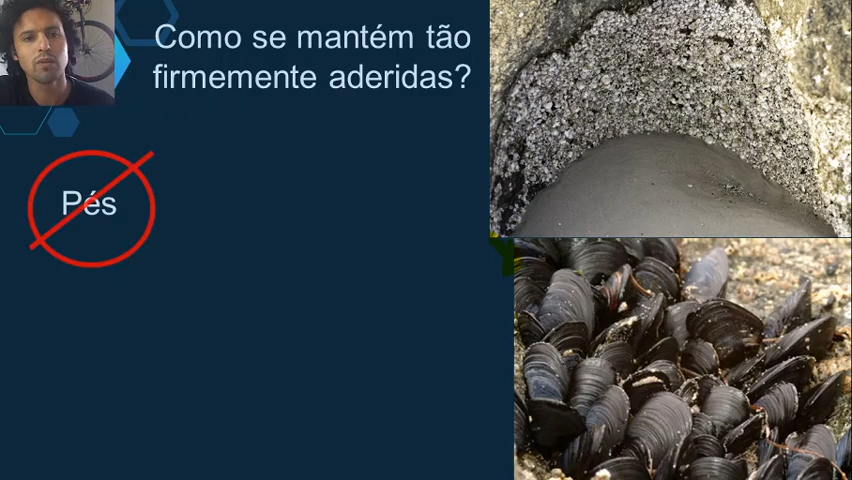 Como se mantém tão
firmemente aderidas?
Pés